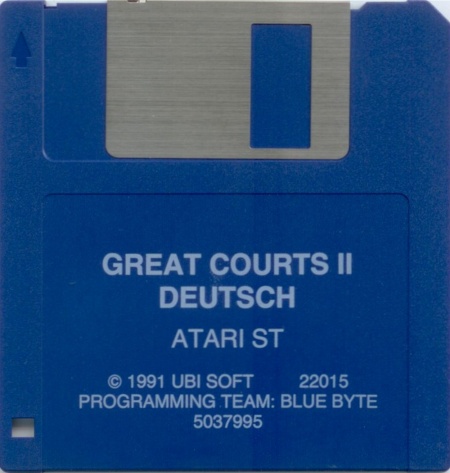 GREAT COURTS II
DEUTSCH
ATARI ST
© 1991 UBI SOFT 22015
PROGRAMMING TEAM: BLUE BYTE
5037995